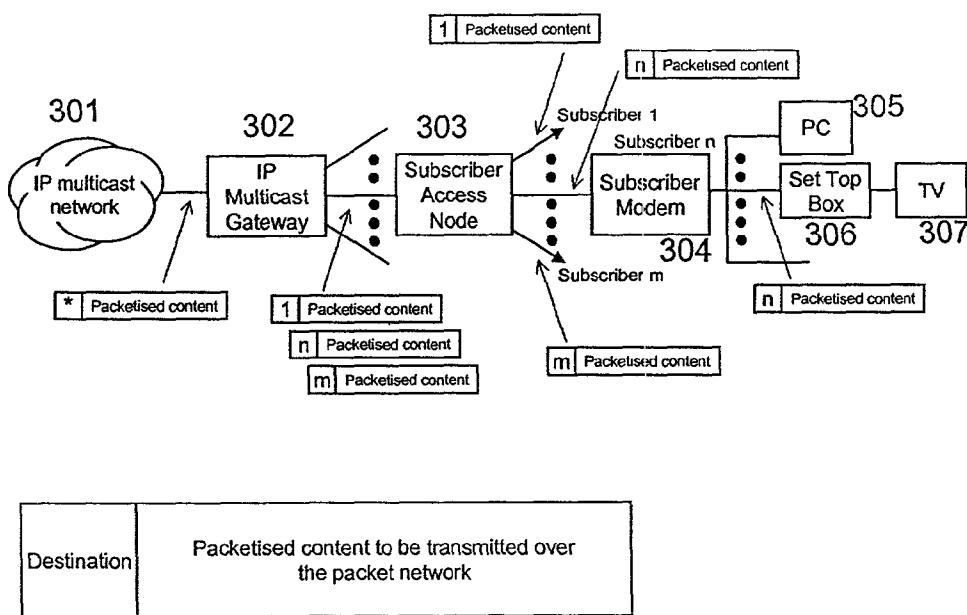 1 Packetised content
n Packetised content
301
302
303
305
Subscriber 1
Subscriber n
PC
IP multicast
network
IP
Multicast
Gateway
Subscriber
Access
Node
Subscriber
Modem
Set Top
Box
TV
304
306
307
Subscriber m
* Packetised content
1 Packetised content
n Packetised content
m Packetised content
m Packetised content
n Packetised content
Destination
Packetised content to be transmitted over
the packet network